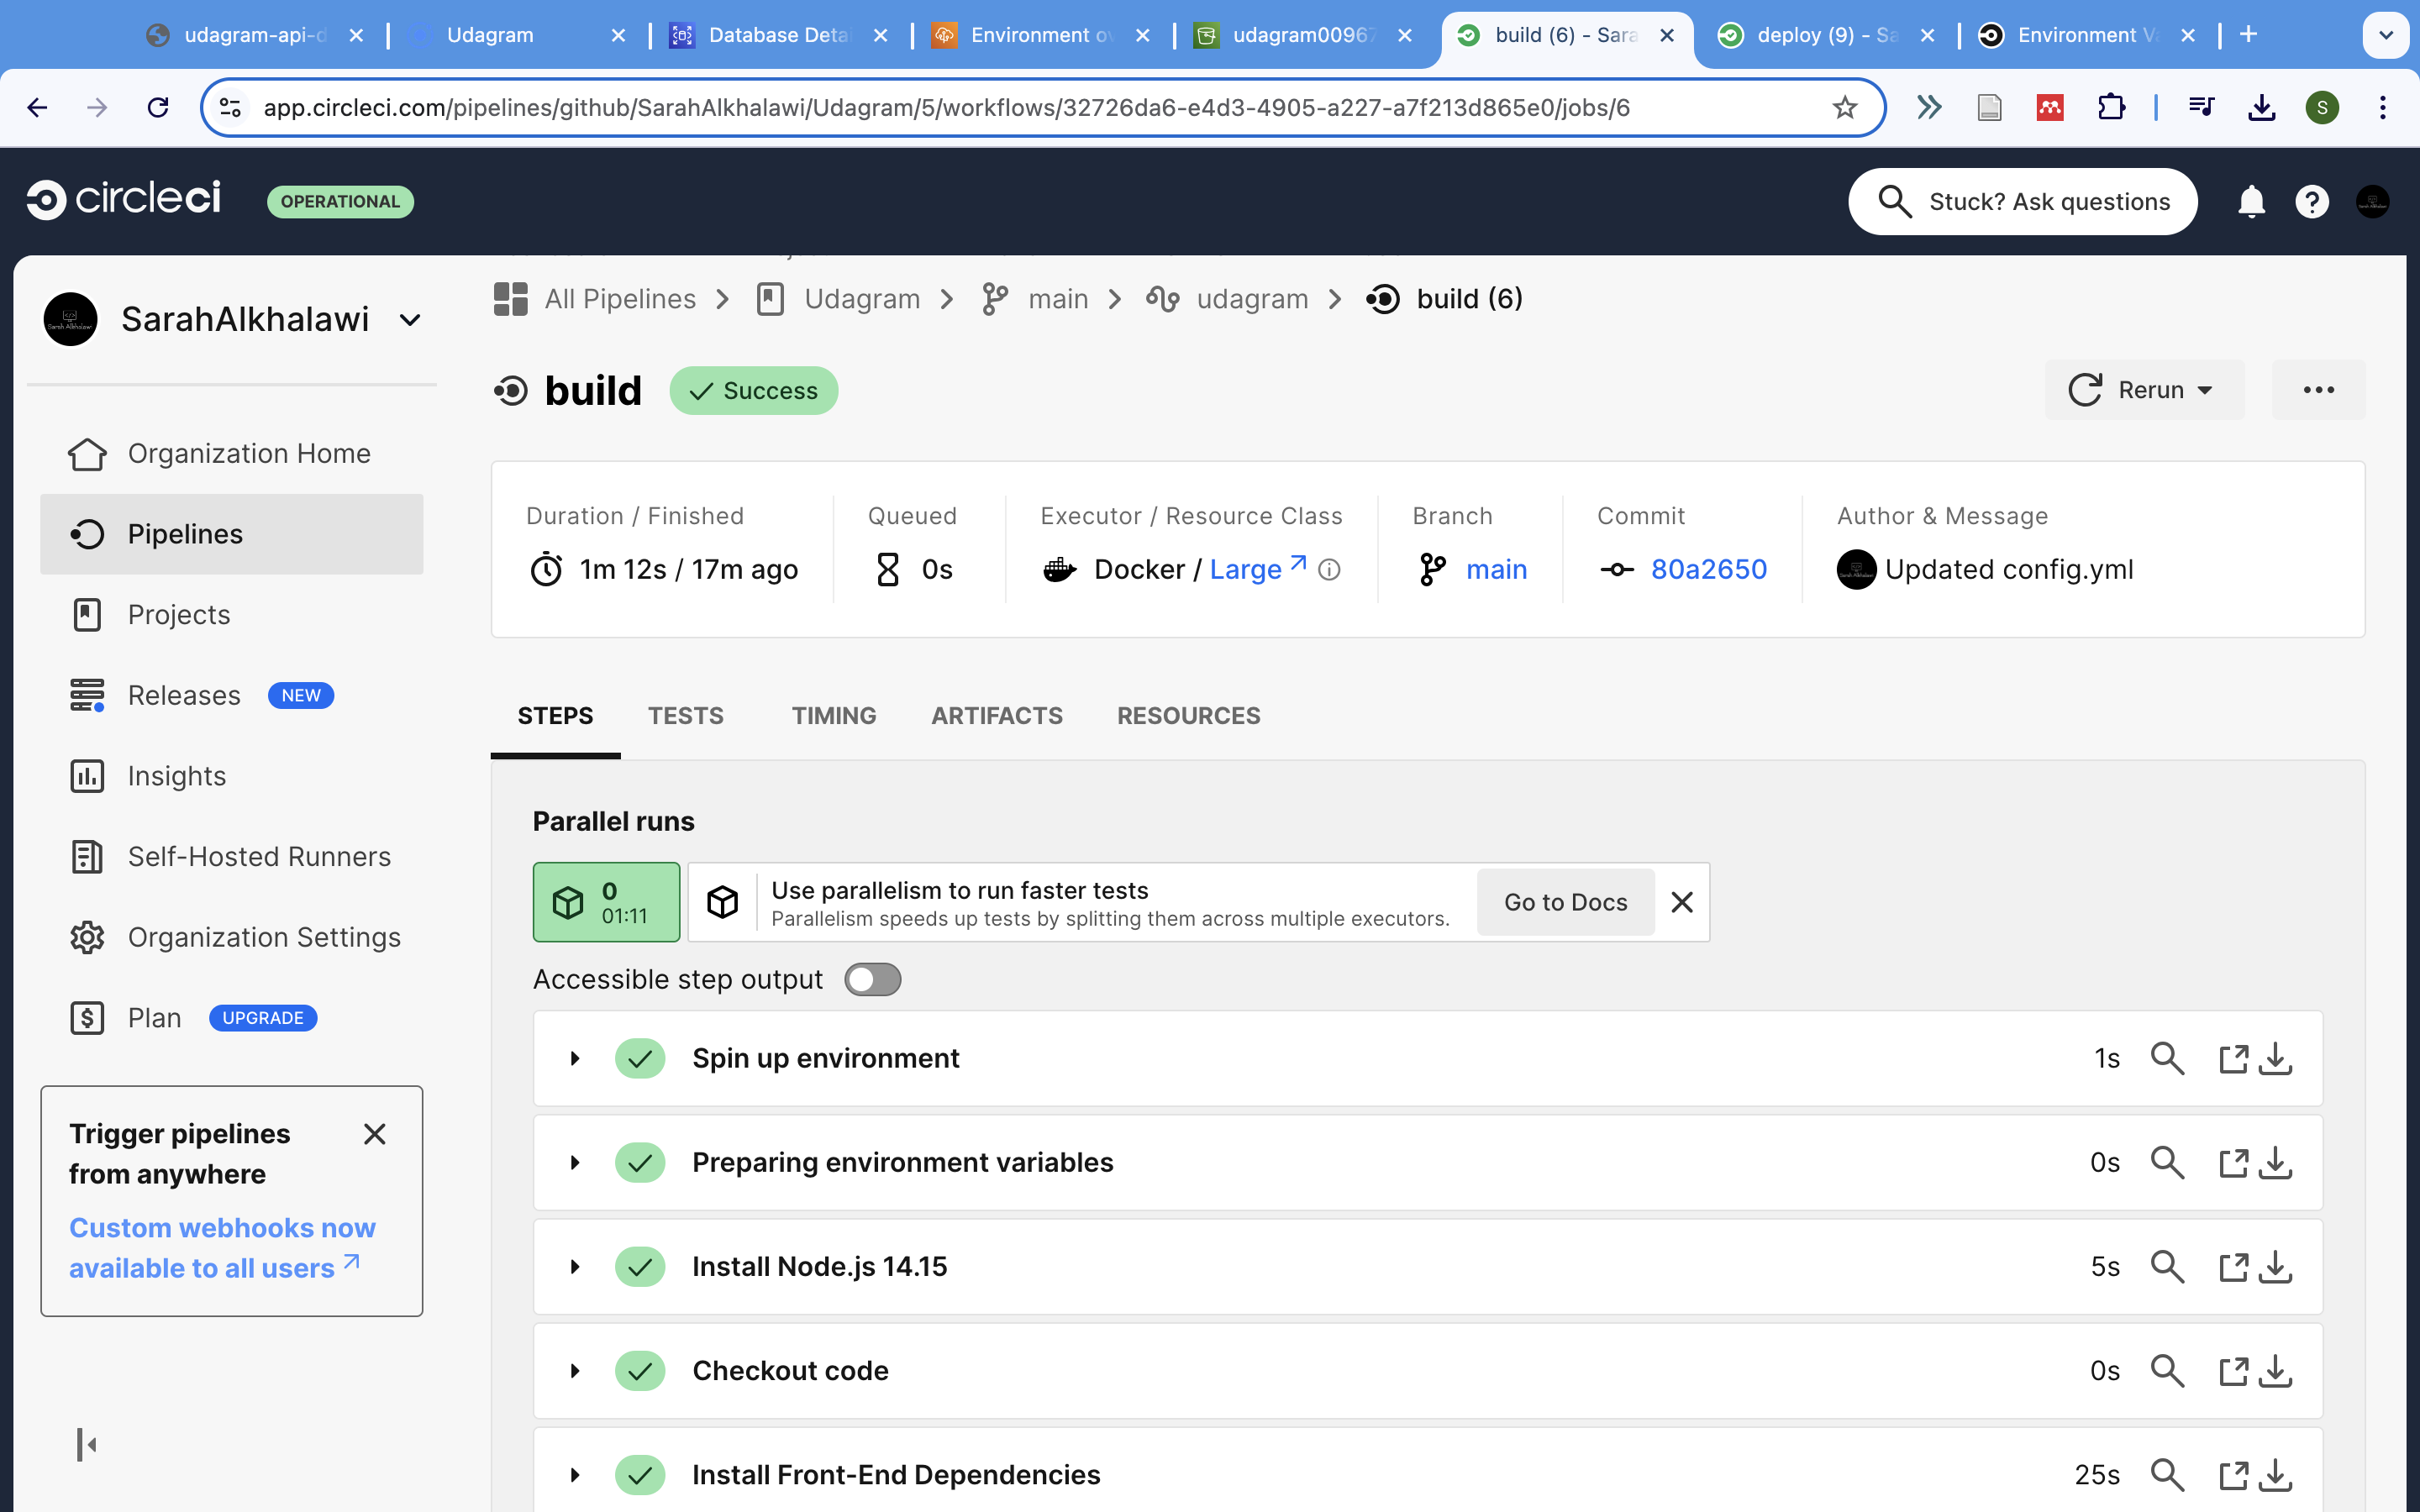 udagram-api-d
Udagram
Database Deta
Environment ov
udagram00967
build (6) - Sara
deploy (9) - Sa
Environment Va
app.circleci.com/pipelines/github/SarahAlkhalawi/Udagram/5/workflows/32726da6-e4d3-4905-a227-a7f213d865e0/jobs/6
S
circleci
OPERATIONAL
Stuck? Ask questions
SarahAlkhalawi
Organization Home
Pipelines
Projects
Releases NEW
Insights
Self-Hosted Runners
Organization Settings
Plan UPGRADE
Trigger pipelines
from anywhere
Custom webhooks now
available to all users
All Pipelines
Udagram
main
udagram
build (6)
build
Success
Rerun
Duration / Finished
1m 12s / 17m ago
Queued
0s
Executor / Resource Class
Docker / Large
Branch
main
Commit
80a2650
Author & Message
Updated config.yml
STEPS
TESTS
TIMING
ARTIFACTS
RESOURCES
Parallel runs
0
01:11
Use parallelism to run faster tests
Parallelism speeds up tests by splitting them across multiple executors.
Go to Docs
Accessible step output
Spin up environment 1s
Preparing environment variables 0s
Install Node.js 14.15 5s
Checkout code 0s
Install Front-End Dependencies 25s